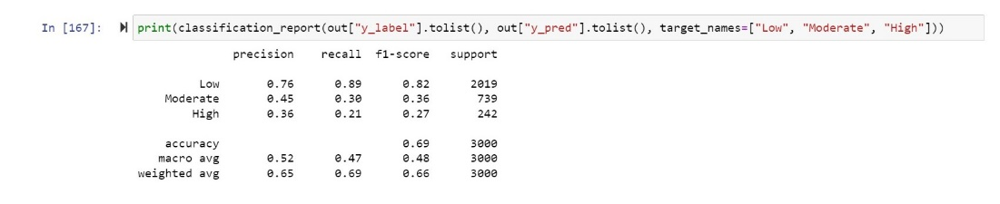 In [167]: print(classification_report(out["y_label"].tolist(), out["y_pred"].tolist(), target_names=["Low", "Moderate", "High"]))
precision recall f1-score support
Low 0.76 0.89 0.82 2019
Moderate 0.45 0.30 0.36 739
High 0.36 0.21 0.27 242
accuracy 0.69 3000
macro avg 0.52 0.47 0.48 3000
weighted avg 0.65 0.69 0.66 3000